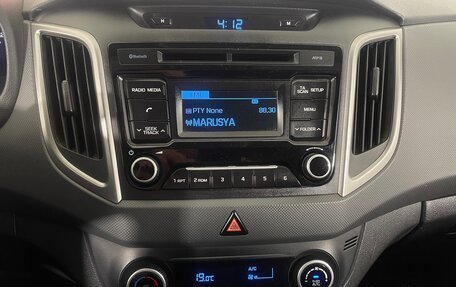 H 4:12 M
Bluetooth MP3
RADIO MEDIA TA SCAN SETUP
PTY None 88.30 MENU
SEEK TRACK MARUSYA FOLDER
1 RPT 2 RDM 3 4 5 6
19.0°C A/C
A/C